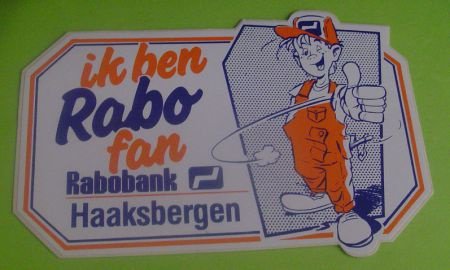 ik ben
Rabo
fan
Rabobank
Haaksbergen